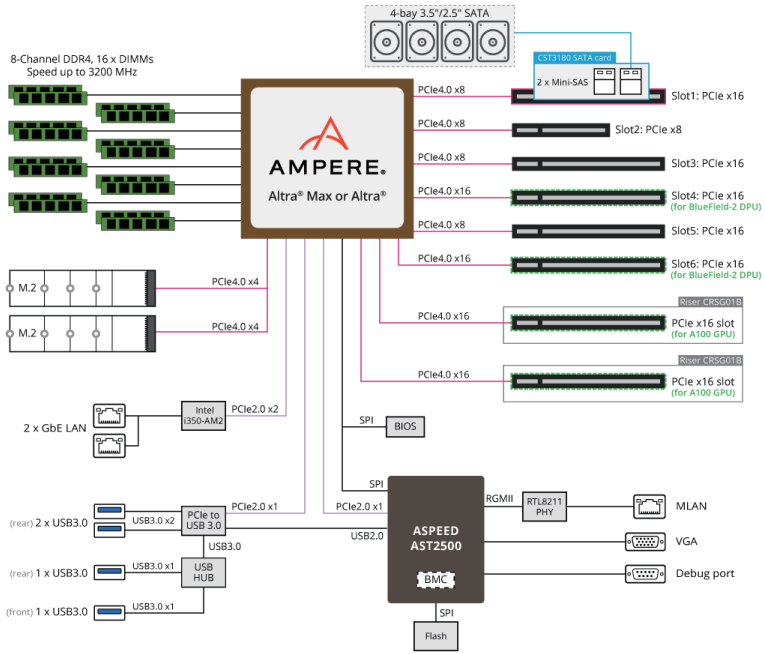 4-bay 3.5"/2.5" SATA
8-Channel DDR4, 16 x DIMMs
Speed up to 3200 MHz
CST3180 SATA card
2 x Mini-SAS
AMPERE®
Altra® Max or Altra®
PCIe4.0 x8
Slot1: PCIe x16
PCIe4.0 x8
Slot2: PCIe x8
PCIe4.0 x8
Slot3: PCIe x16
PCIe4.0 x16
Slot4: PCIe x16
(for BlueField-2 DPU)
PCIe4.0 x8
Slot5: PCIe x16
PCIe4.0 x16
Slot6: PCIe x16
(for BlueField-2 DPU)
M.2
PCIe4.0 x4
M.2
PCIe4.0 x4
Riser CRSG01B
PCIe4.0 x16
PCIe x16 slot
(for A100 GPU)
Riser CRSG01B
PCIe4.0 x16
PCIe x16 slot
(for A100 GPU)
2 x GbE LAN
Intel
i350-AM2
PCIe2.0 x2
SPI
BIOS
SPI
(rear) 2 x USB3.0
USB3.0 x2
PCIe to
USB 3.0
PCIe2.0 x1
PCIe2.0 x1
USB2.0
USB3.0
(rear) 1 x USB3.0
USB3.0 x1
USB
HUB
(front) 1 x USB3.0
USB3.0 x1
ASPEED
AST2500
BMC
RGMII
RTL8211
PHY
MLAN
VGA
Debug port
SPI
Flash